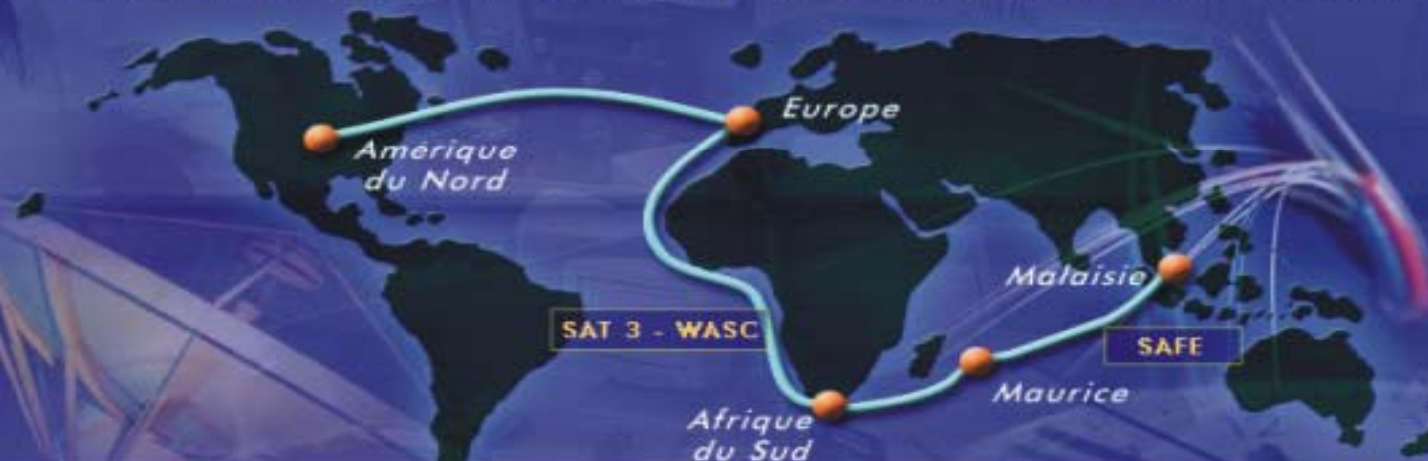 Europe
Amérique
du Nord
Malaisie
SAT 3 - WASC
SAFE
Maurice
Afrique
du Sud